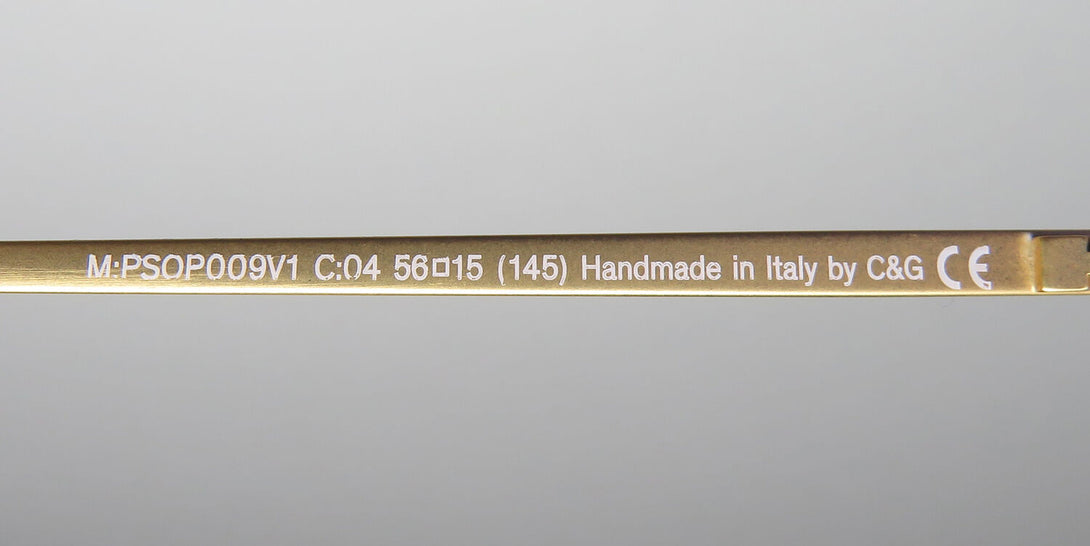 M:PSOP009V1 C:04 56□15 (145) Handmade in Italy by C&G CE